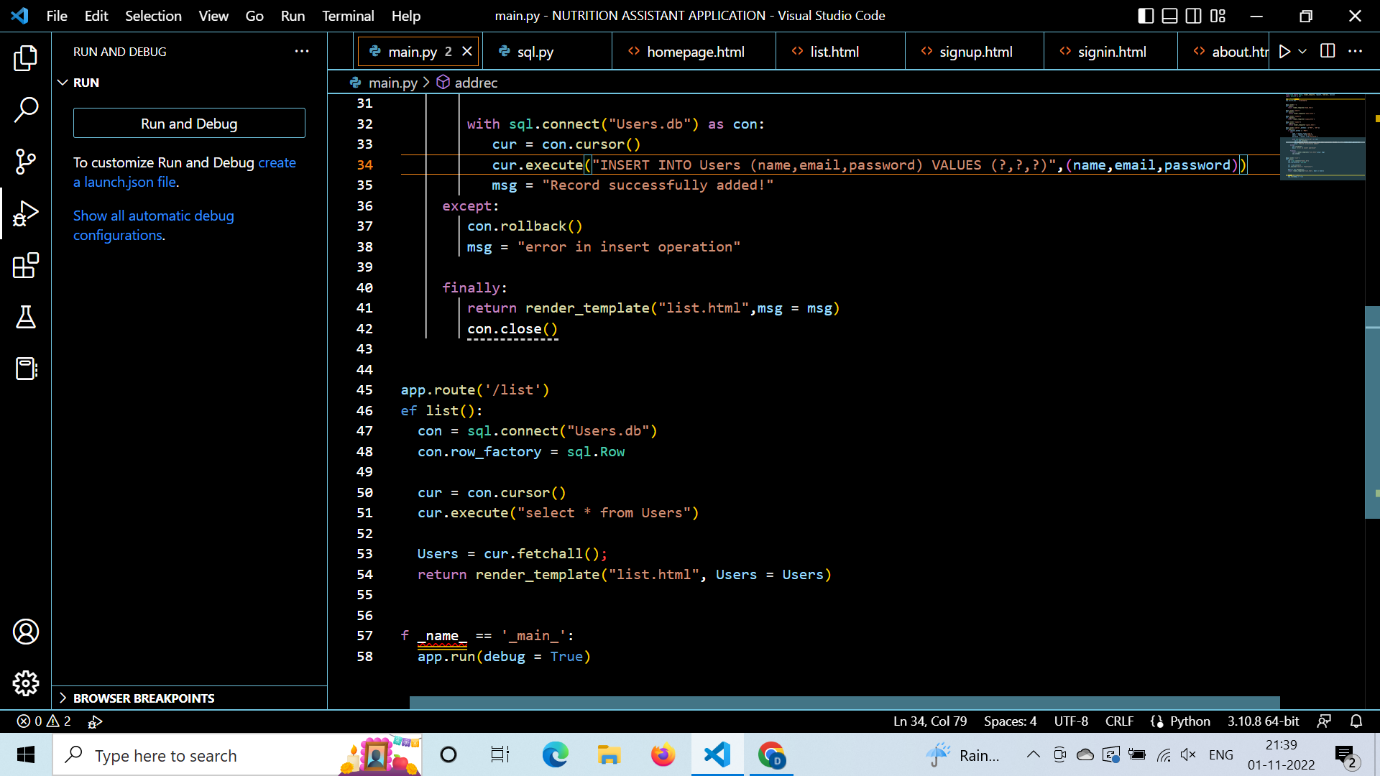 File Edit Selection View Go Run Terminal Help
main.py - NUTRITION ASSISTANT APPLICATION - Visual Studio Code
RUN AND DEBUG
RUN
Run and Debug
To customize Run and Debug create
a launch.json file.
Show all automatic debug
configurations.
BROWSER BREAKPOINTS
main.py 2 sql.py homepage.html list.html signup.html signin.html about.htr
main.py > addrec
31
32 with sql.connect("Users.db") as con:
33 cur = con.cursor()
34 cur.execute("INSERT INTO Users (name,email,password) VALUES (?,?,?)",(name,email,password))
35 msg = "Record successfully added!"
36 except:
37 con.rollback()
38 msg = "error in insert operation"
39
40 finally:
41 return render_template("list.html",msg = msg)
42 con.close()
43
44
45 app.route('/list')
46 ef list():
47 con = sql.connect("Users.db")
48 con.row_factory = sql.Row
49
50 cur = con.cursor()
51 cur.execute("select * from Users")
52
53 Users = cur.fetchall();
54 return render_template("list.html", Users = Users)
55
56
57 f _name_ == '_main_':
58 app.run(debug = True)
0 2
Ln 34, Col 79 Spaces: 4 UTF-8 CRLF Python 3.10.8 64-bit
Type here to search
D
Rain...
ENG
21:39
01-11-2022
2